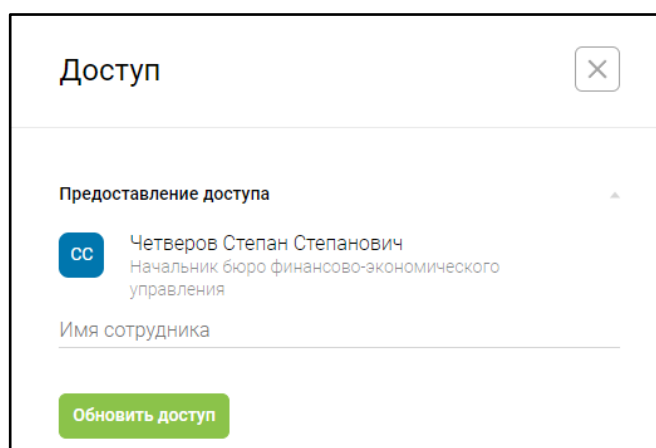 Доступ
Предоставление доступа
СС
Четверов Степан Степанович
Начальник бюро финансово-экономического
управления
Имя сотрудника
Обновить доступ